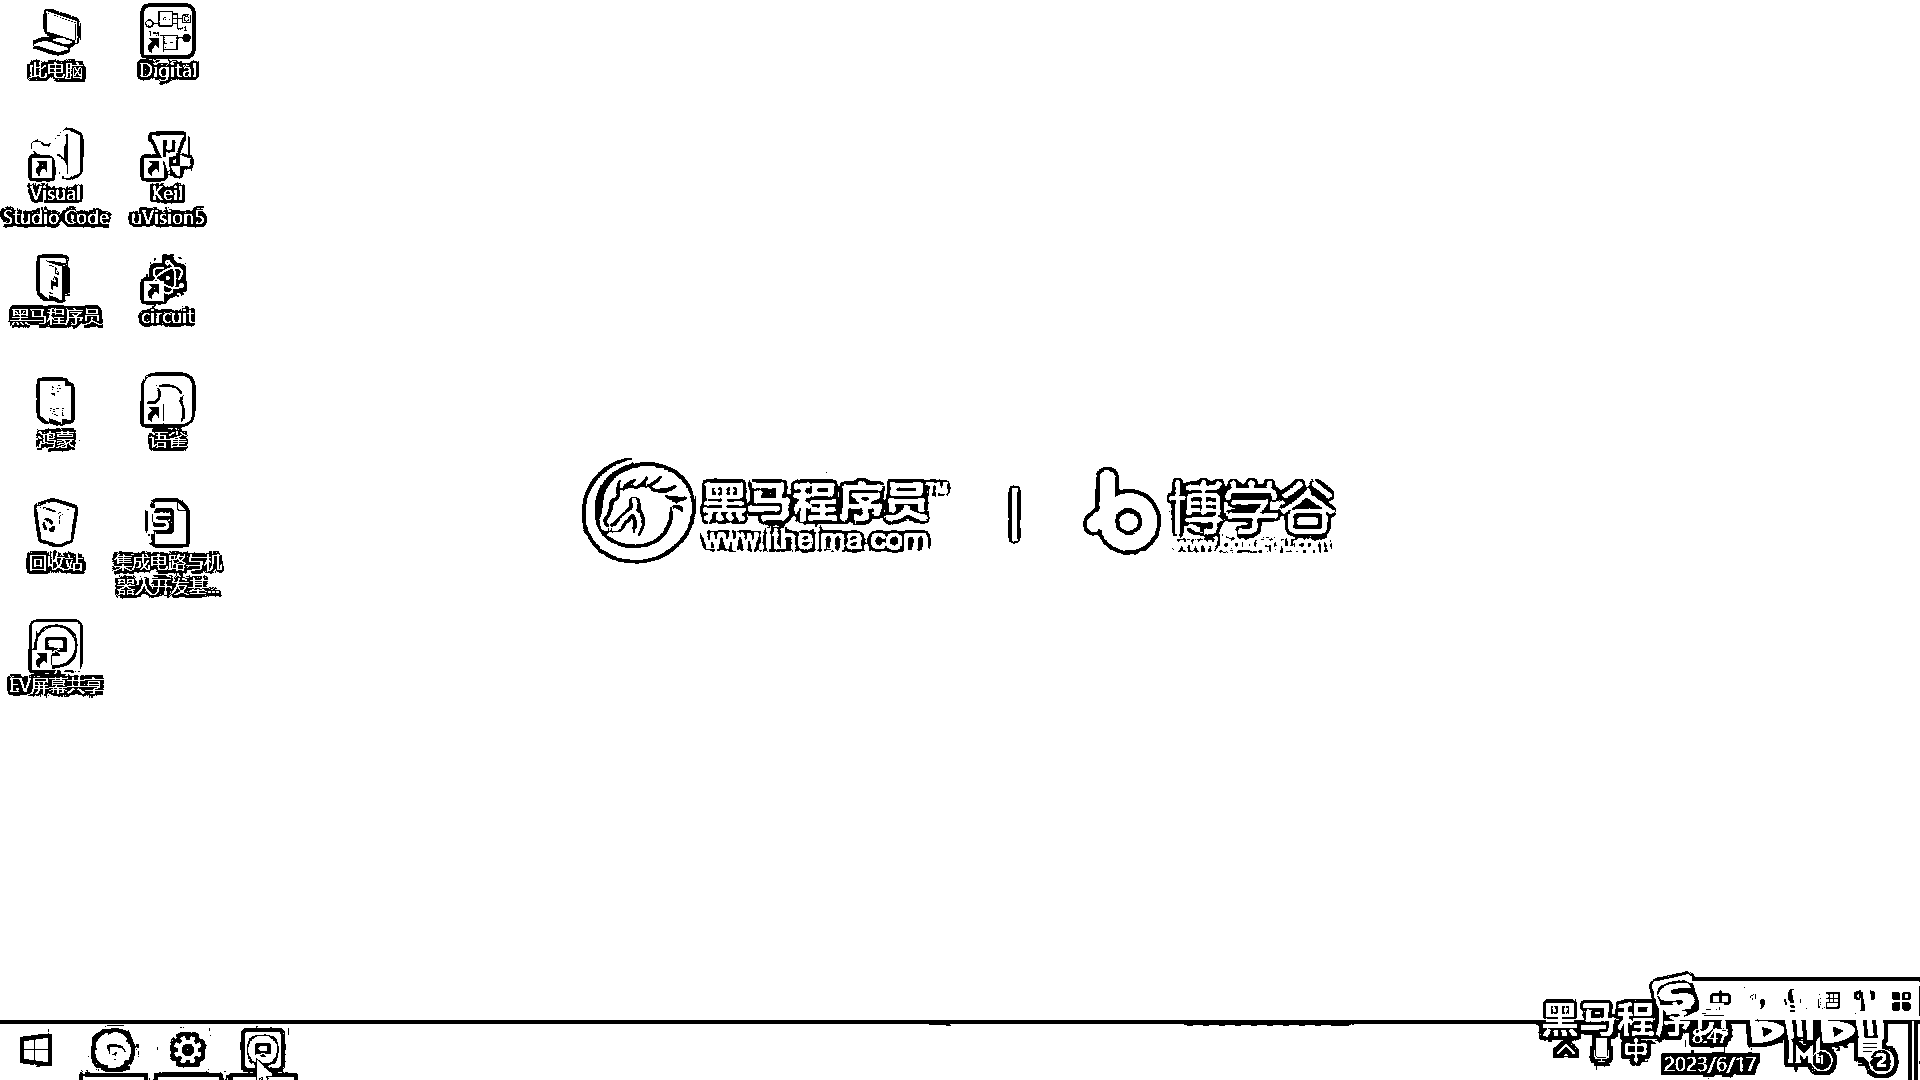 此电脑
Digital
Visual
Studio Code
Keil
uVision5
黑马程序员
circuit
鸿蒙
语雀
回收站
集成电路与机
器人开发基...
EV屏幕共享
黑马程序员™
www.itheima.com
博学谷
中
黑马程序员
bilibili
8:47
中
2023/6/17
2